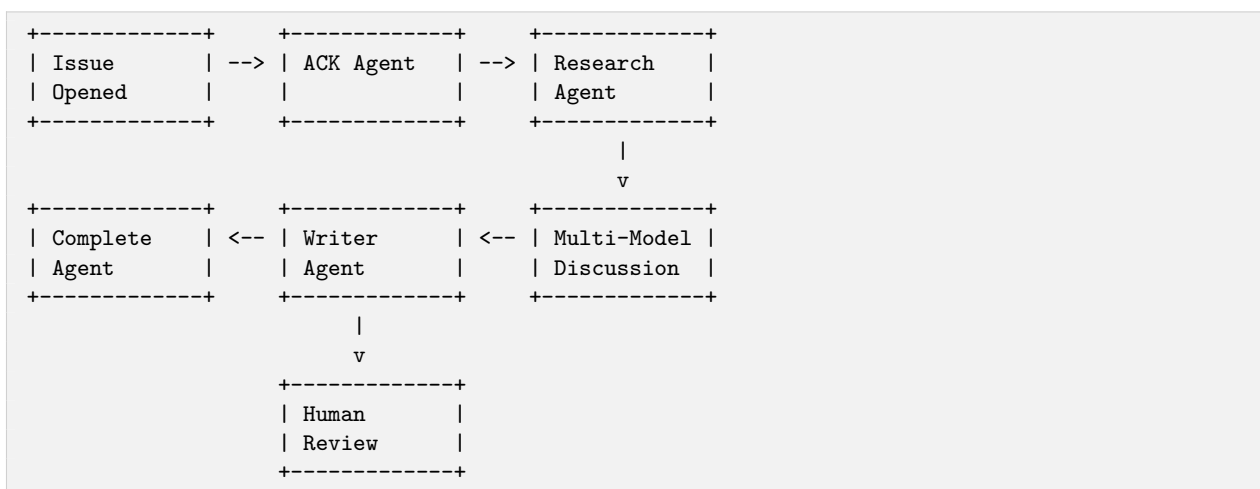 +-------------+     +-------------+     +-------------+
| Issue       | --> | ACK Agent   | --> | Research    |
| Opened      |     |             |     | Agent       |
+-------------+     +-------------+     +-------------+
                                               |
                                               v
+-------------+     +-------------+     +-------------+
| Complete    | <-- | Writer      | <-- | Multi-Model |
| Agent       |     | Agent       |     | Discussion  |
+-------------+     +-------------+     +-------------+
                          |
                          v
                    +-------------+
                    | Human       |
                    | Review      |
                    +-------------+